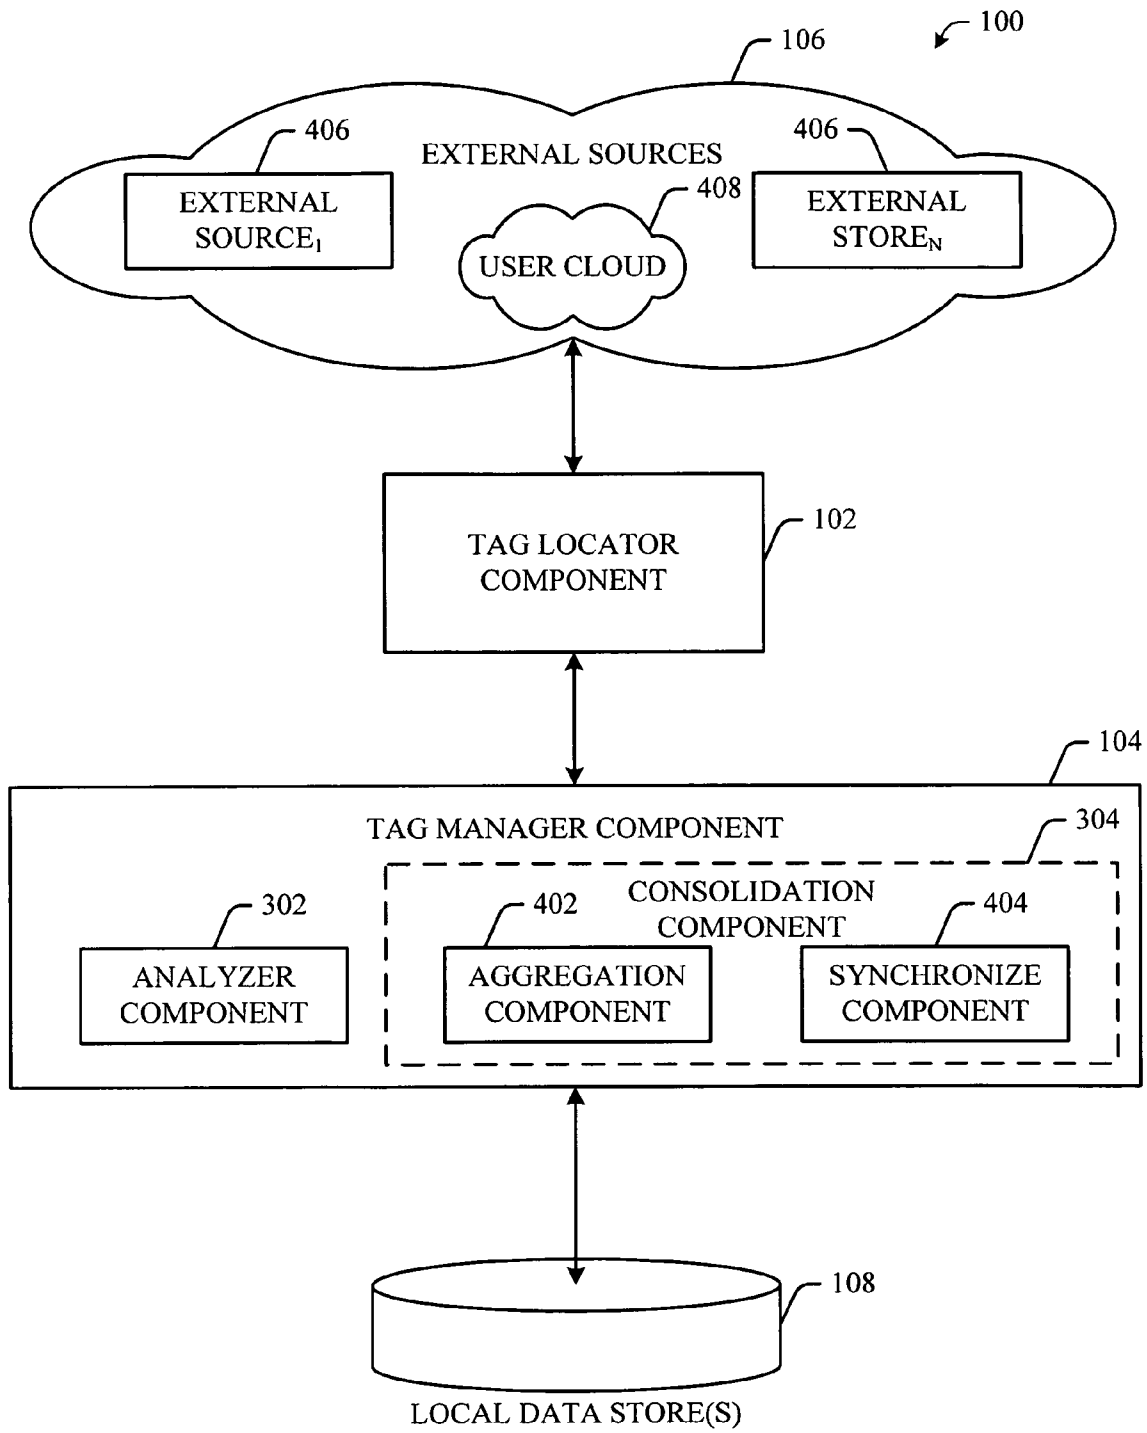 100
106
406
406
EXTERNAL SOURCES
408
EXTERNAL
SOURCE1
EXTERNAL
STOREN
USER CLOUD
TAG LOCATOR
COMPONENT
102
104
TAG MANAGER COMPONENT
304
CONSOLIDATION
COMPONENT
302
402
404
ANALYZER
COMPONENT
AGGREGATION
COMPONENT
SYNCHRONIZE
COMPONENT
108
LOCAL DATA STORE(S)